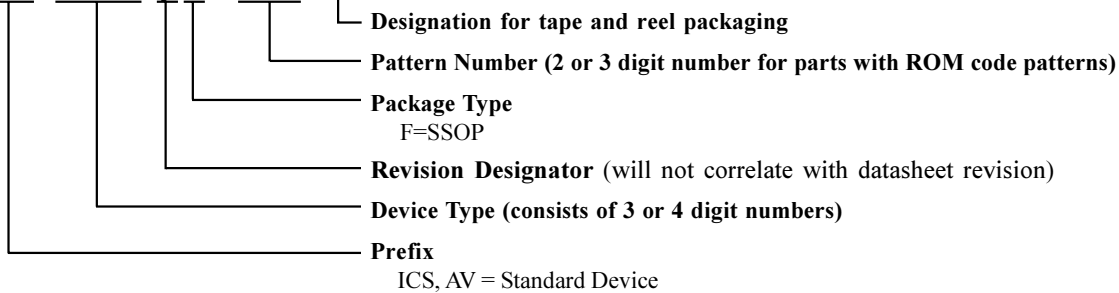 Designation for tape and reel packaging
Pattern Number (2 or 3 digit number for parts with ROM code patterns)
Package Type
F=SSOP
Revision Designator (will not correlate with datasheet revision)
Device Type (consists of 3 or 4 digit numbers)
Prefix
ICS, AV = Standard Device